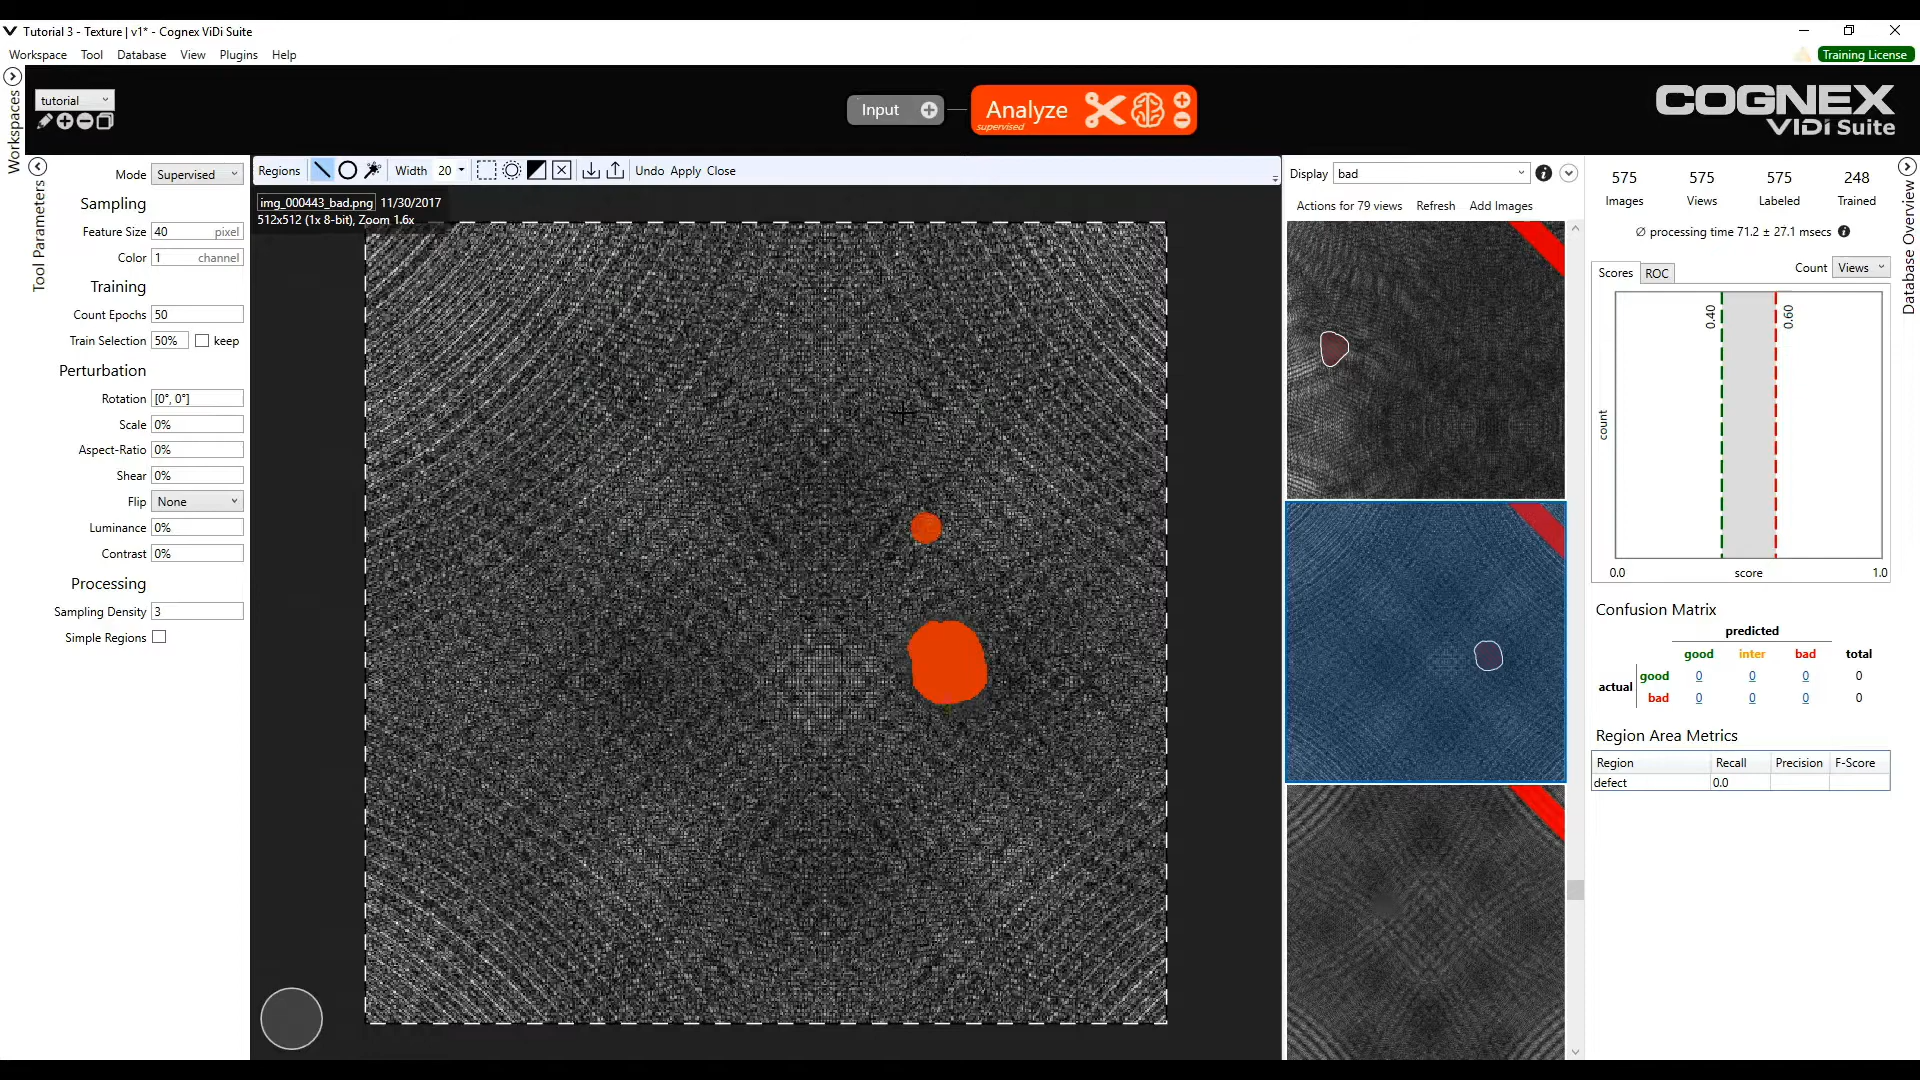 Tutorial 3 - Texture | v1* - Cognex ViDi Suite
Workspace Tool Database View Plugins Help
Training License
Workspaces
tutorial
Input
Analyze
supervised
COGNEX
ViDi Suite
Tool Parameters
Mode Supervised
Sampling
Feature Size 40 pixel
Color 1 channel
Training
Count Epochs 50
Train Selection 50% keep
Perturbation
Rotation [0°, 0°]
Scale 0%
Aspect-Ratio 0%
Shear 0%
Flip None
Luminance 0%
Contrast 0%
Processing
Sampling Density 3
Simple Regions
Regions Width 20 Undo Apply Close
img_000443_bad.png 11/30/2017
512x512 (1x 8-bit), Zoom 1.6x
Display bad
Actions for 79 views Refresh Add Images
575 575 575 248
Images Views Labeled Trained
Ø processing time 71.2 ± 27.1 msecs
Database Overview
Scores ROC Count Views
0.40 0.60
count
0.0 score 1.0
Confusion Matrix
predicted
good inter bad total
actual
good 0 0 0 0
bad 0 0 0 0
Region Area Metrics
Region Recall Precision F-Score
defect 0.0